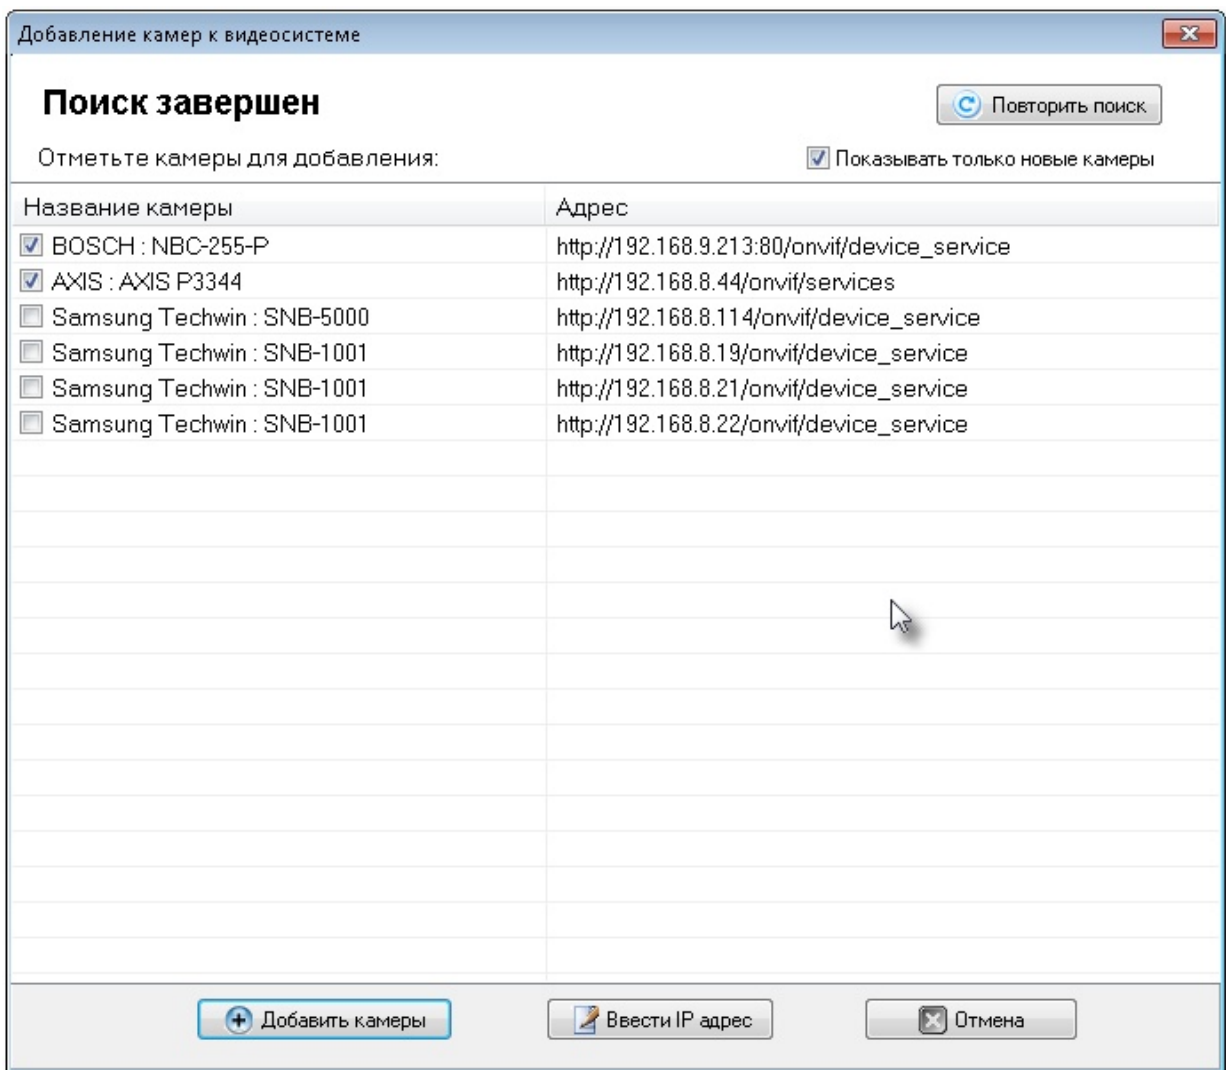 Добавление камер к видеосистеме
Поиск завершен
Повторить поиск
Отметьте камеры для добавления:
Показывать только новые камеры
Название камеры Адрес
BOSCH : NBC-255-P http://192.168.9.213:80/onvif/device_service
AXIS : AXIS P3344 http://192.168.8.44/onvif/services
Samsung Techwin : SNB-5000 http://192.168.8.114/onvif/device_service
Samsung Techwin : SNB-1001 http://192.168.8.19/onvif/device_service
Samsung Techwin : SNB-1001 http://192.168.8.21/onvif/device_service
Samsung Techwin : SNB-1001 http://192.168.8.22/onvif/device_service
Добавить камеры Ввести IP адрес Отмена